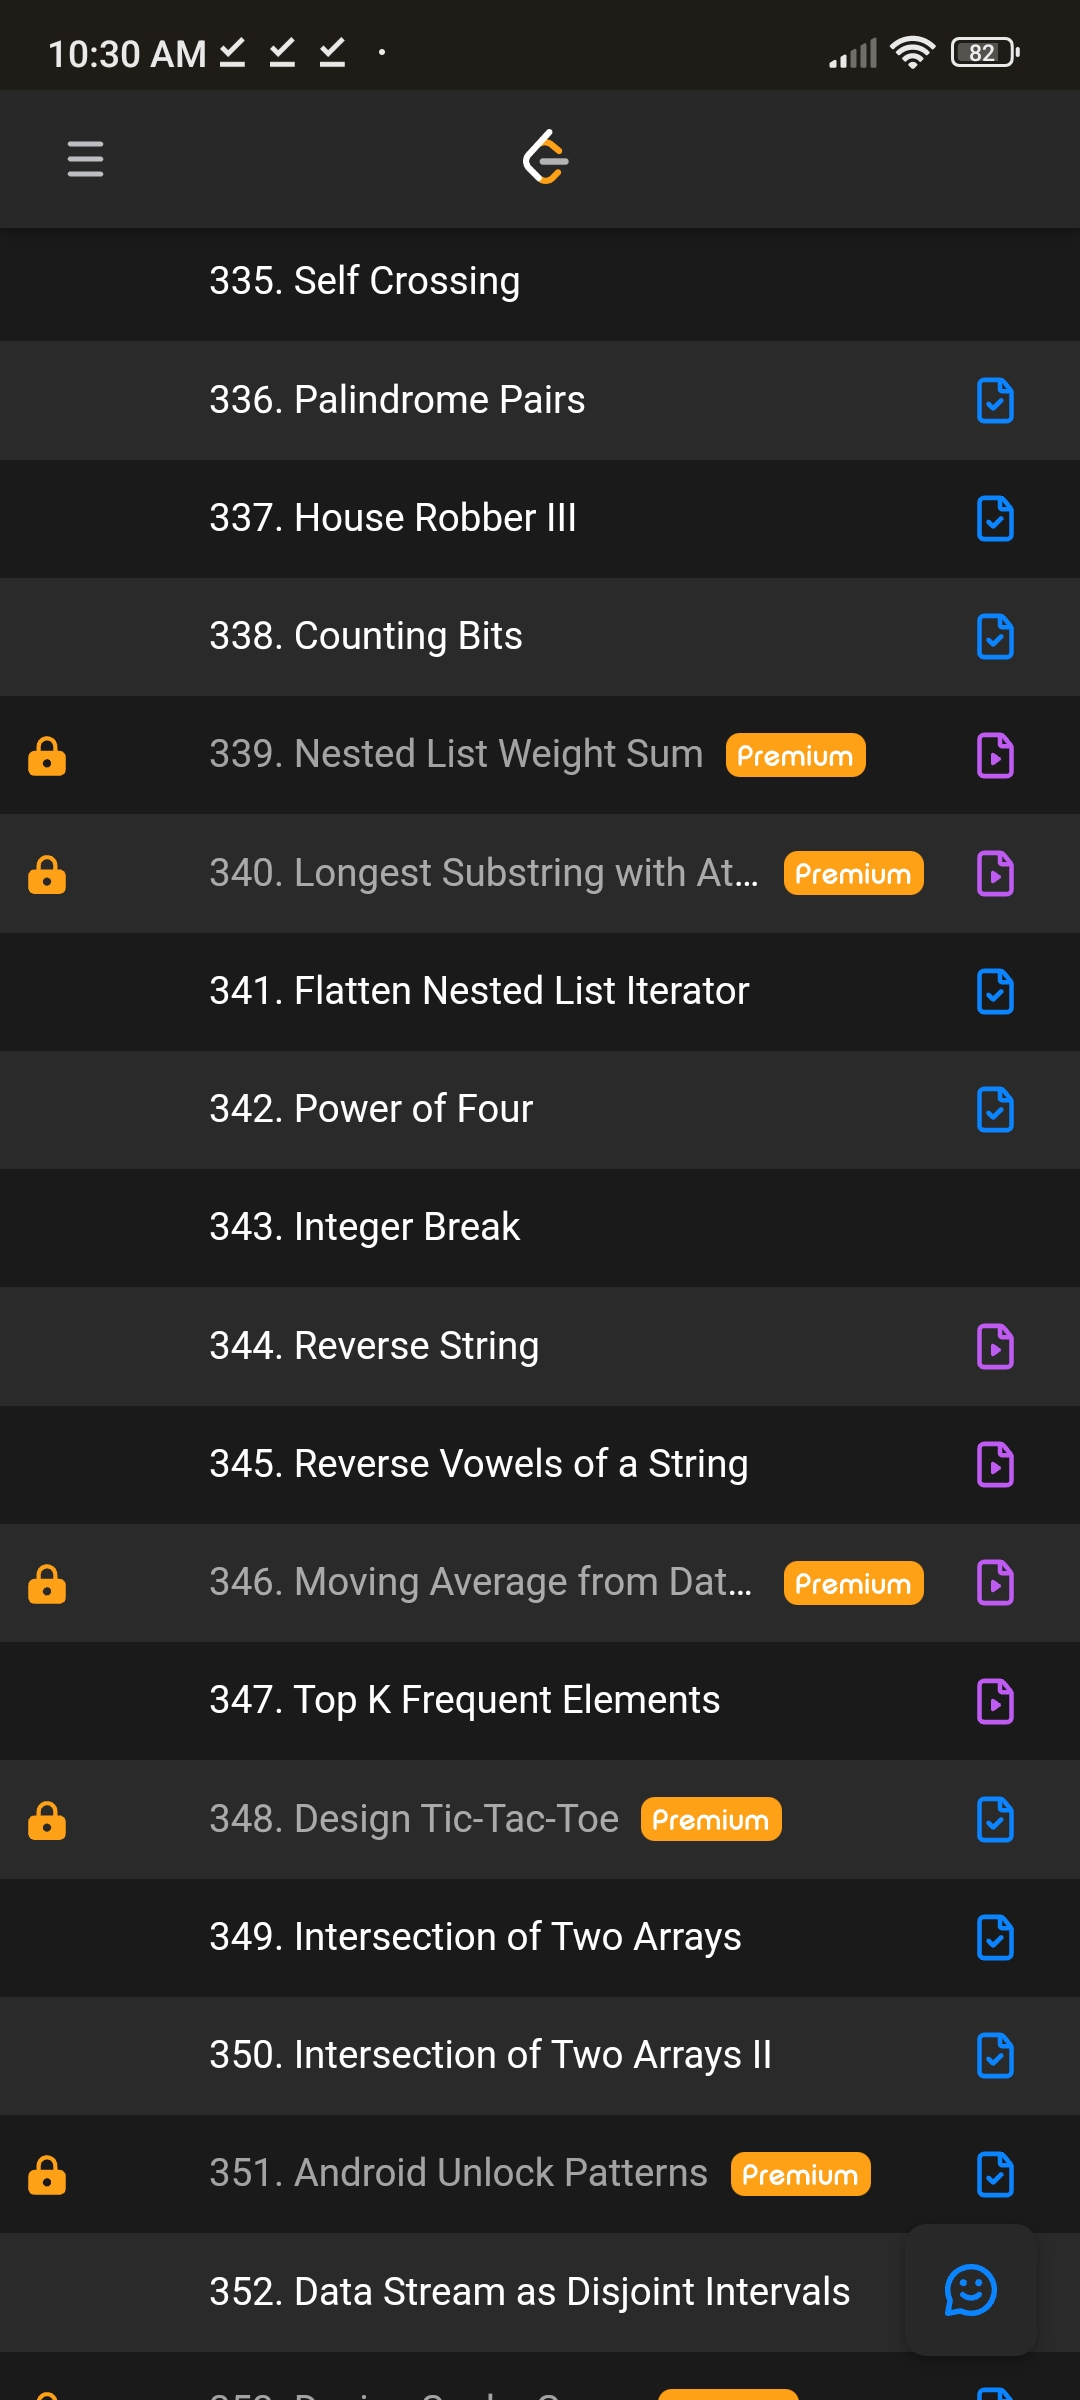 10:30 AM
82
335. Self Crossing
336. Palindrome Pairs
337. House Robber III
338. Counting Bits
339. Nested List Weight Sum Premium
340. Longest Substring with At... Premium
341. Flatten Nested List Iterator
342. Power of Four
343. Integer Break
344. Reverse String
345. Reverse Vowels of a String
346. Moving Average from Dat... Premium
347. Top K Frequent Elements
348. Design Tic-Tac-Toe Premium
349. Intersection of Two Arrays
350. Intersection of Two Arrays II
351. Android Unlock Patterns Premium
352. Data Stream as Disjoint Intervals